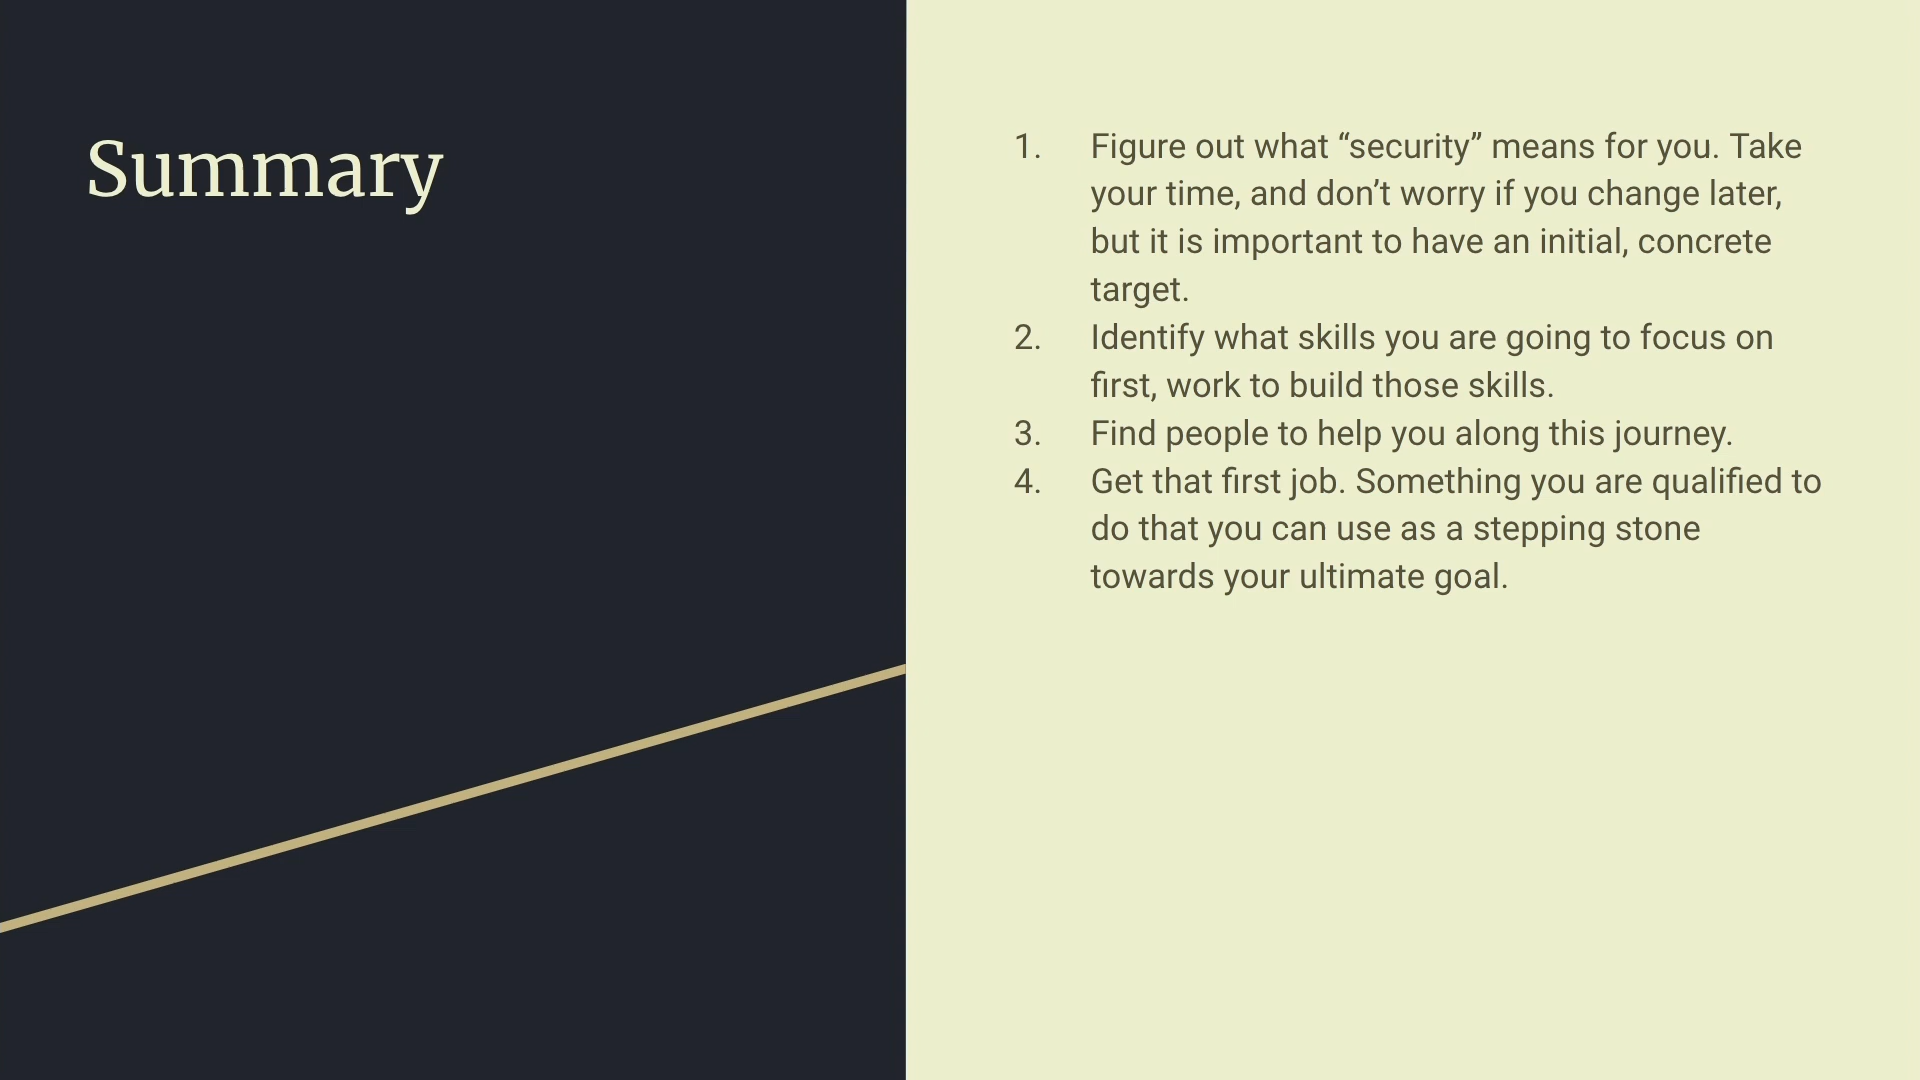 Summary
1. Figure out what “security” means for you. Take
your time, and don’t worry if you change later,
but it is important to have an initial, concrete
target.
2. Identify what skills you are going to focus on
first, work to build those skills.
3. Find people to help you along this journey.
4. Get that first job. Something you are qualified to
do that you can use as a stepping stone
towards your ultimate goal.